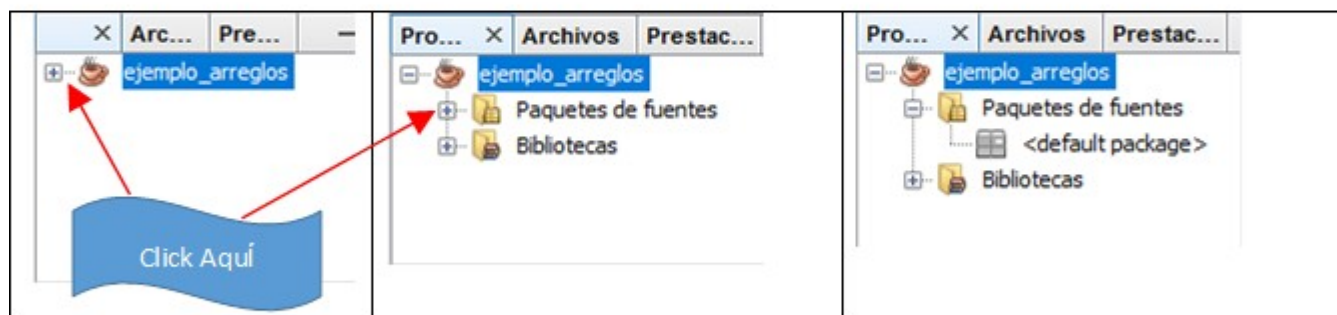 Arc... Pre...
ejemplo_arreglos
Click Aquí
Pro... Archivos Prestac...
ejemplo_arreglos
Paquetes de fuentes
Bibliotecas
Pro... Archivos Prestac...
ejemplo_arreglos
Paquetes de fuentes
<default package>
Bibliotecas